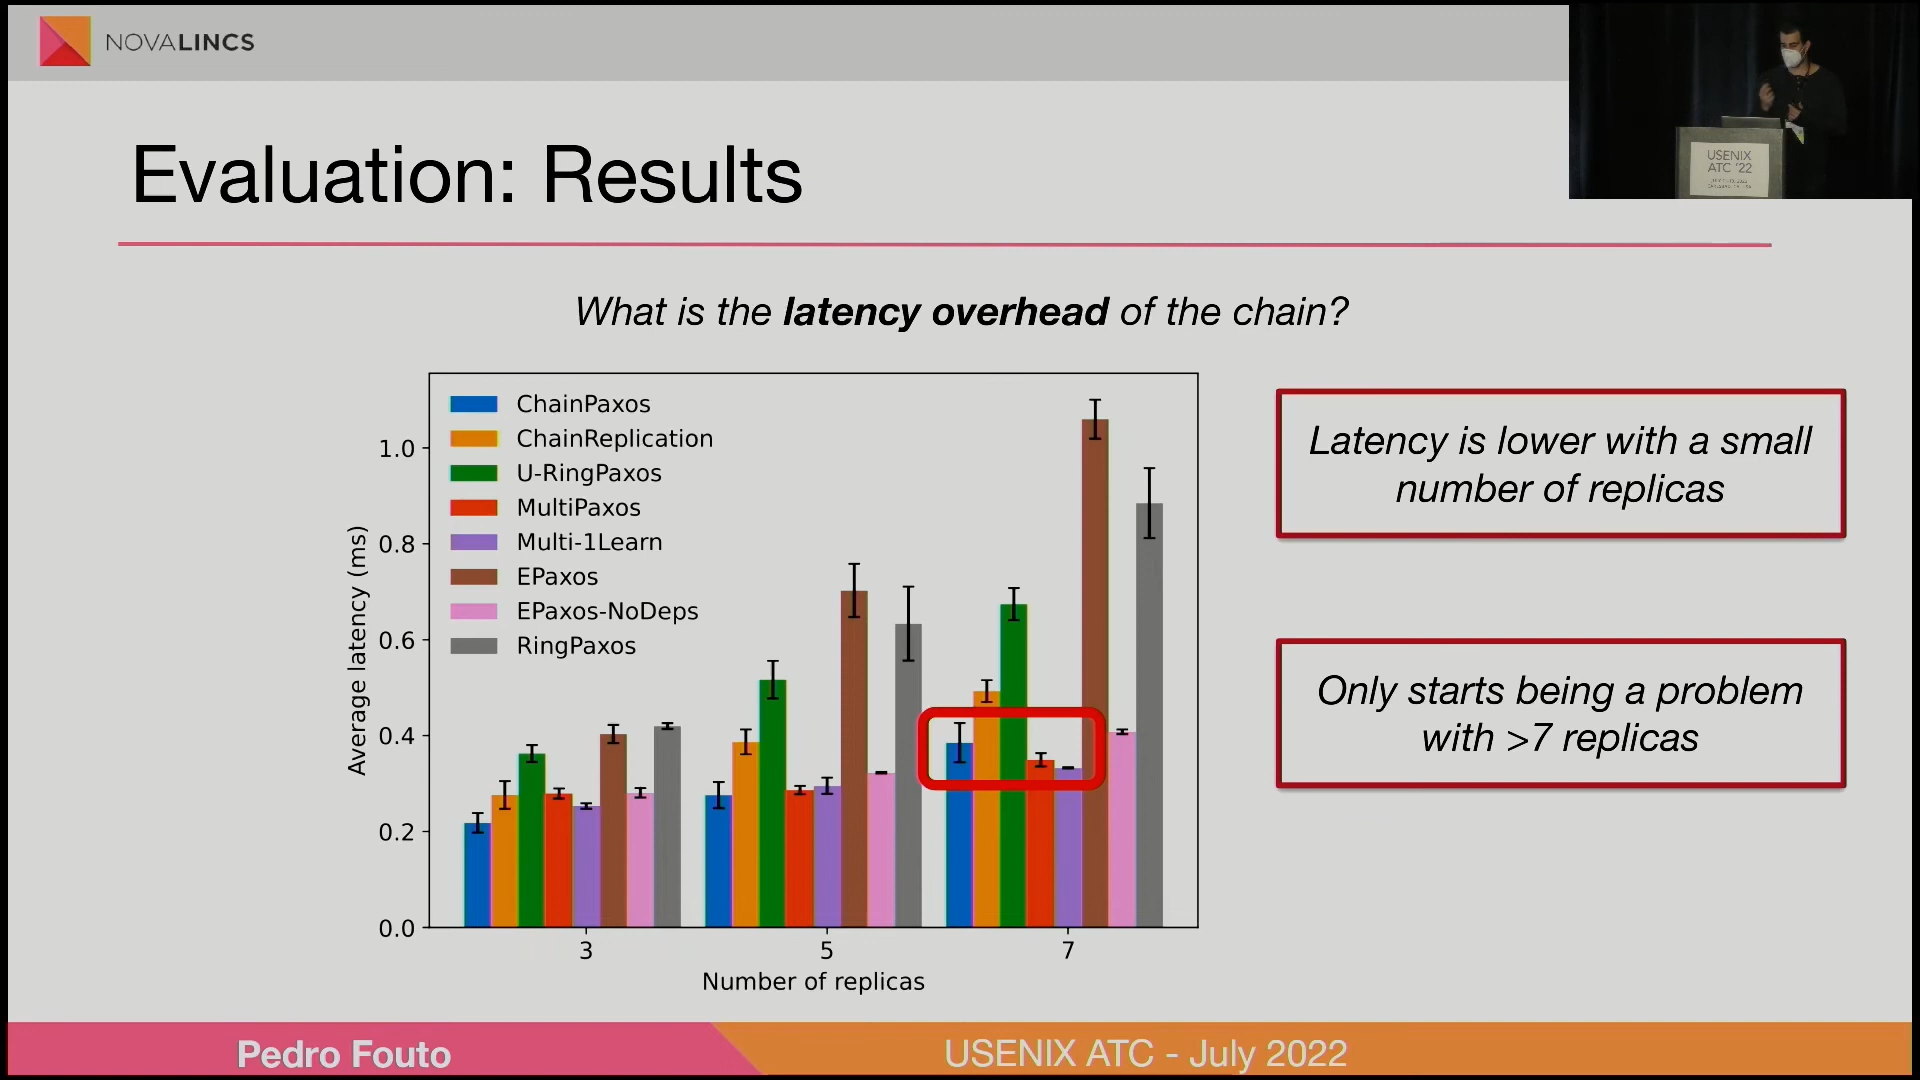 NOVALINCS
USENIX
ATC '22
Evaluation: Results
What is the latency overhead of the chain?
ChainPaxos
ChainReplication
U-RingPaxos
MultiPaxos
Multi-1Learn
EPaxos
EPaxos-NoDeps
RingPaxos
Average latency (ms)
1.0
0.8
0.6
0.4
0.2
0.0
3 5 7
Number of replicas
Latency is lower with a small
number of replicas
Only starts being a problem
with >7 replicas
Pedro Fouto
USENIX ATC - July 2022